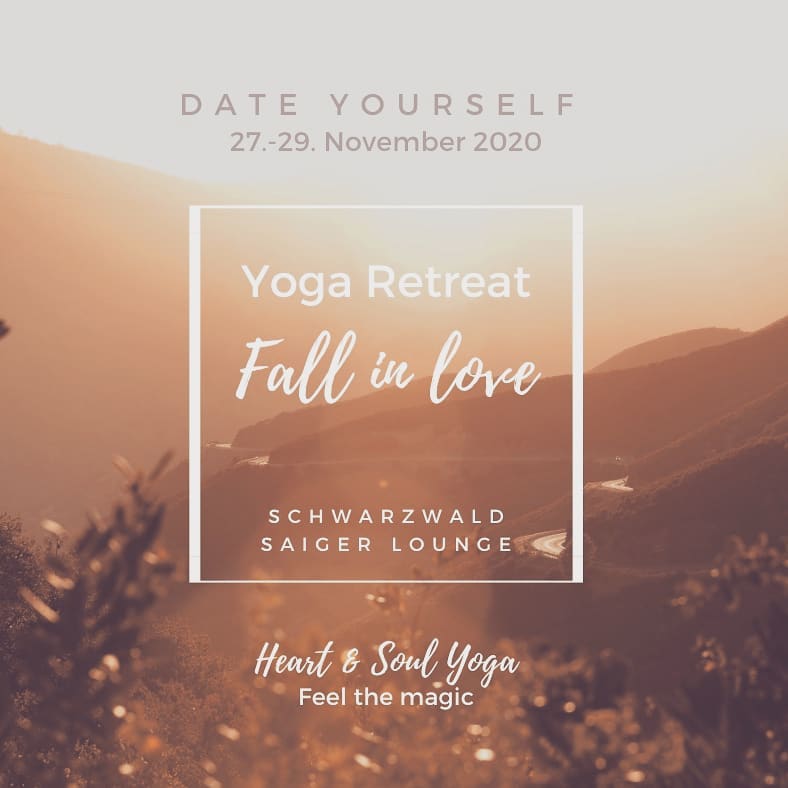 DATE YOURSELF
27.-29. November 2020
Yoga Retreat
Fall in love
SCHWARZWALD
SAIGER LOUNGE
Heart & Soul Yoga
Feel the magic